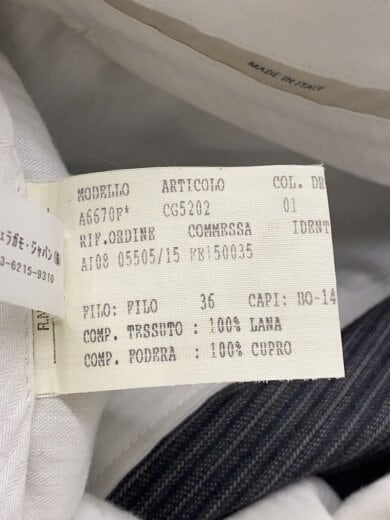 MADE IN ITALY
MODELLO ARTICOLO COL. DR
A6670F* CG5202 01
RIF.ORDINE COMMESSA IDENT
AI08 05505/15 FE150035
FILO: FILO 36 CAPI: BO-14
COMP. TESSUTO : 100% LANA
COMP. FODERA : 100% CUPRO
ェラガモ・ジャパン(株)
3-6215-9310
R.N